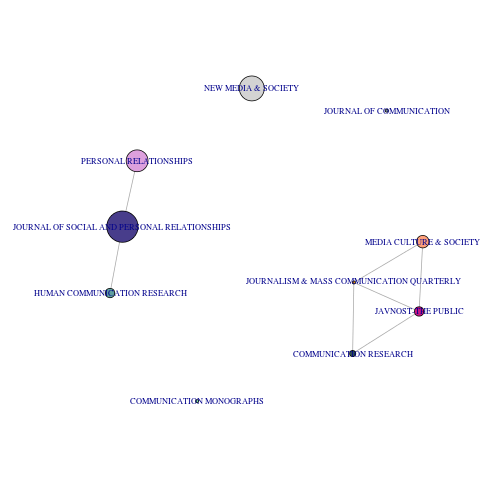 NEW MEDIA & SOCIETY
JOURNAL OF COMMUNICATION
PERSONAL RELATIONSHIPS
JOURNAL OF SOCIAL AND PERSONAL RELATIONSHIPS
MEDIA CULTURE & SOCIETY
JOURNALISM & MASS COMMUNICATION QUARTERLY
HUMAN COMMUNICATION RESEARCH
JAVNOST-THE PUBLIC
COMMUNICATION RESEARCH
COMMUNICATION MONOGRAPHS